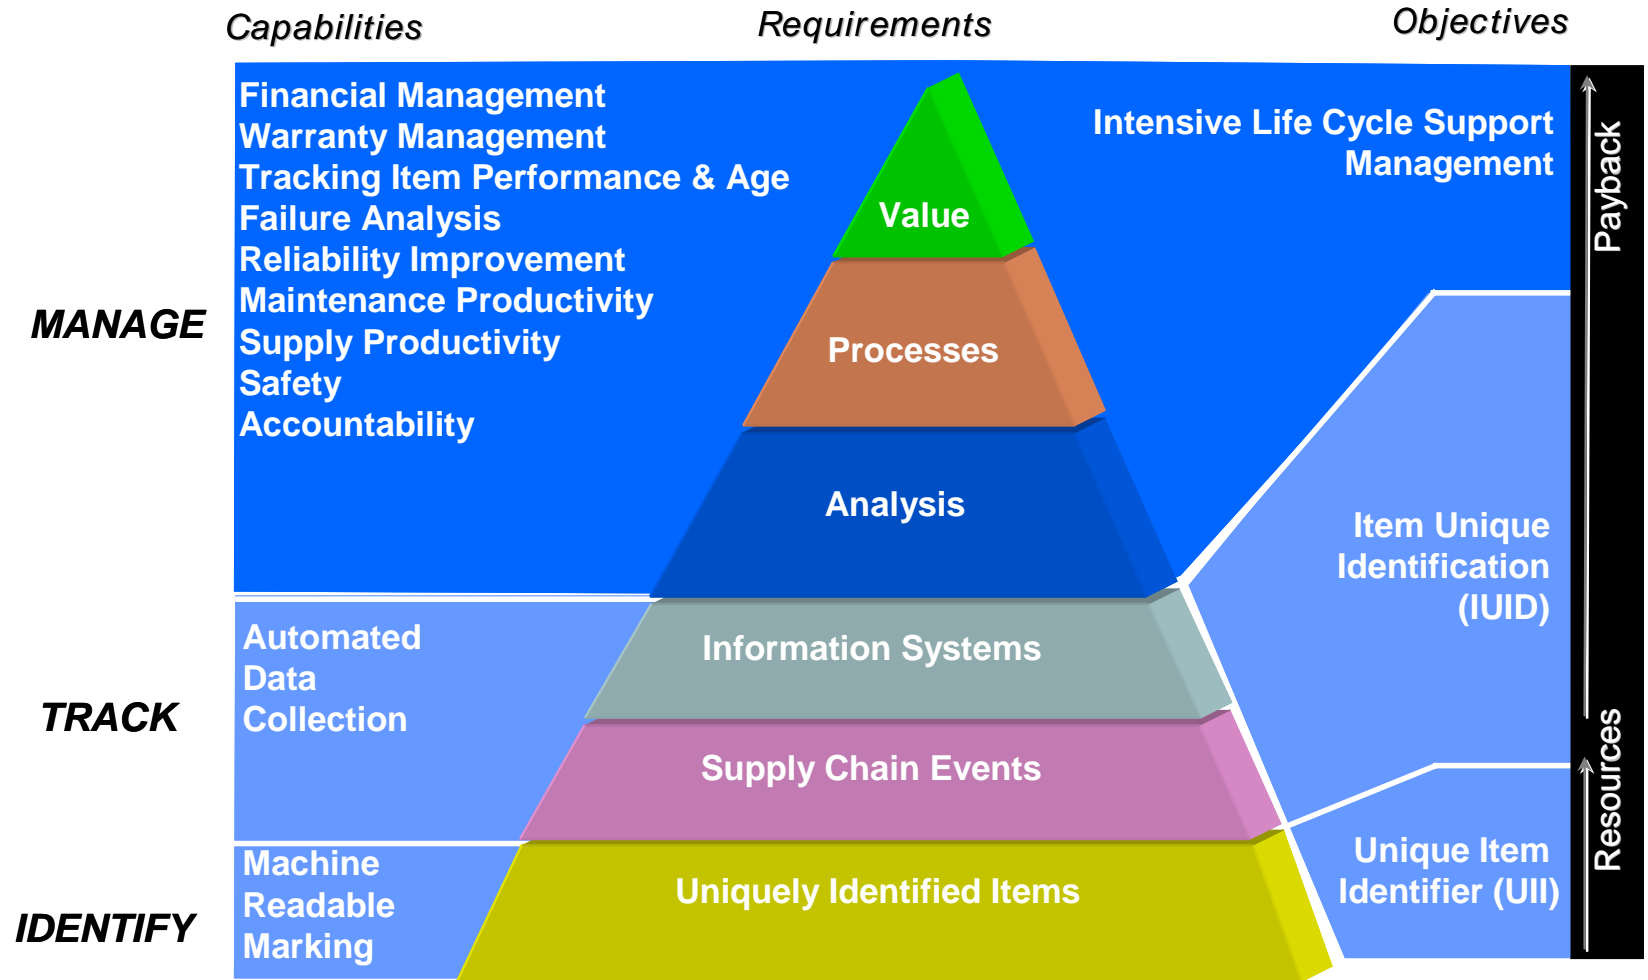 Capabilities
Requirements
Objectives
MANAGE
Financial Management
Warranty Management
Tracking Item Performance & Age
Failure Analysis
Reliability Improvement
Maintenance Productivity
Supply Productivity
Safety
Accountability
Value
Processes
Analysis
Intensive Life Cycle Support
Management
Payback
TRACK
Automated
Data
Collection
Information Systems
Supply Chain Events
Item Unique
Identification
(IUID)
Resources
IDENTIFY
Machine
Readable
Marking
Uniquely Identified Items
Unique Item
Identifier (UII)